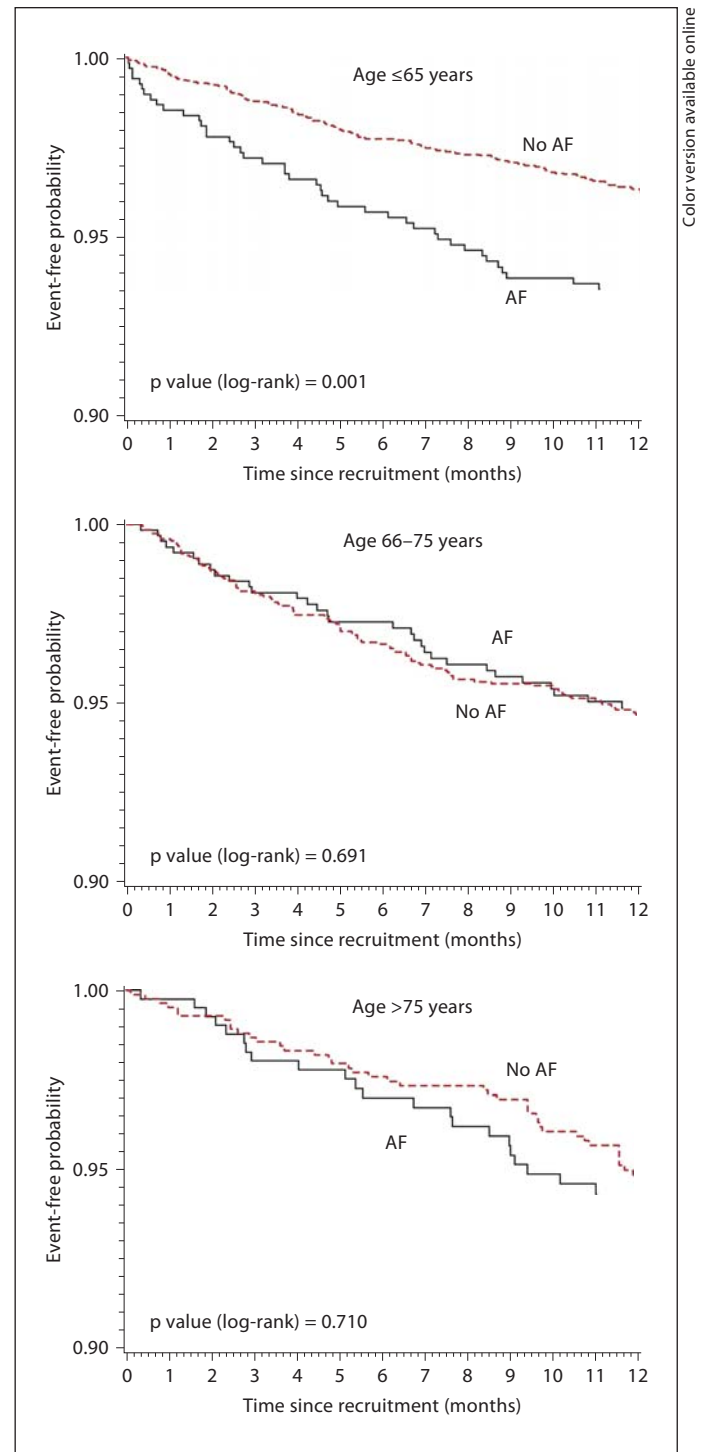 Color version available online
1.00
Age ≤65 years
No AF
0.95
AF
p value (log-rank) = 0.001
0.90
0 1 2 3 4 5 6 7 8 9 10 11 12
Time since recruitment (months)
Event-free probability
1.00
Age 66–75 years
AF
0.95
No AF
p value (log-rank) = 0.691
0.90
0 1 2 3 4 5 6 7 8 9 10 11 12
Time since recruitment (months)
Event-free probability
1.00
Age >75 years
No AF
AF
0.95
p value (log-rank) = 0.710
0.90
0 1 2 3 4 5 6 7 8 9 10 11 12
Time since recruitment (months)
Event-free probability